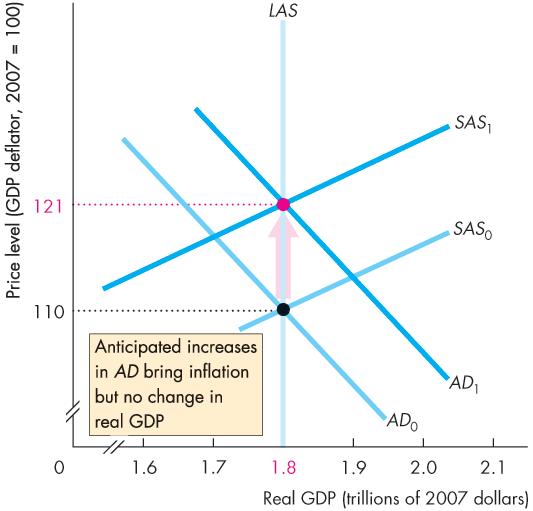 LAS
Price level (GDP deflator, 2007 = 100)
SAS1
121
SAS0
110
Anticipated increases
in AD bring inflation
but no change in
real GDP
AD1
AD0
0 1.6 1.7 1.8 1.9 2.0 2.1
Real GDP (trillions of 2007 dollars)